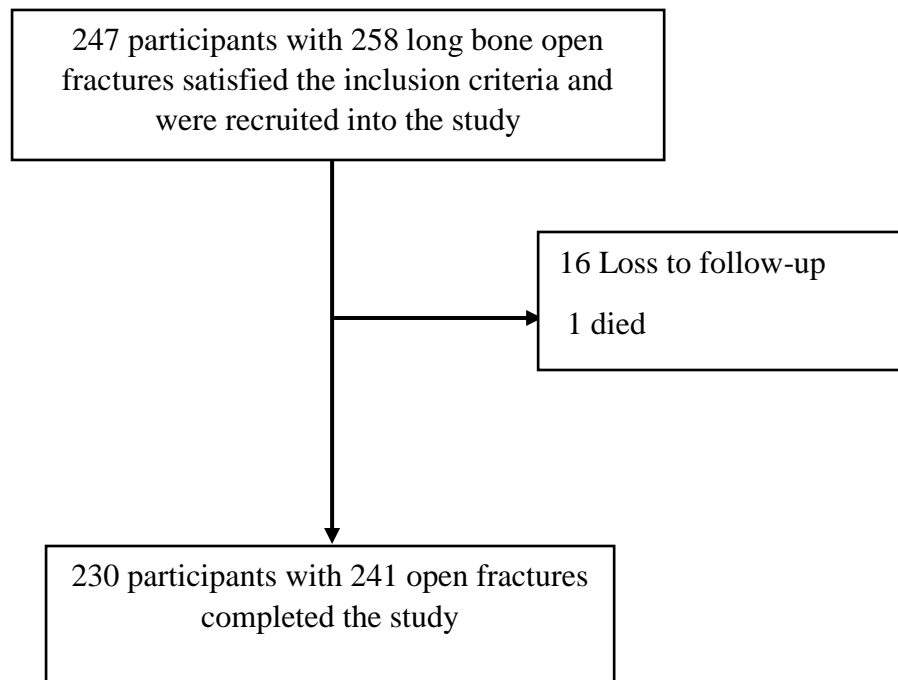 247 participants with 258 long bone open
fractures satisfied the inclusion criteria and
were recruited into the study
16 Loss to follow-up
1 died
230 participants with 241 open fractures
completed the study